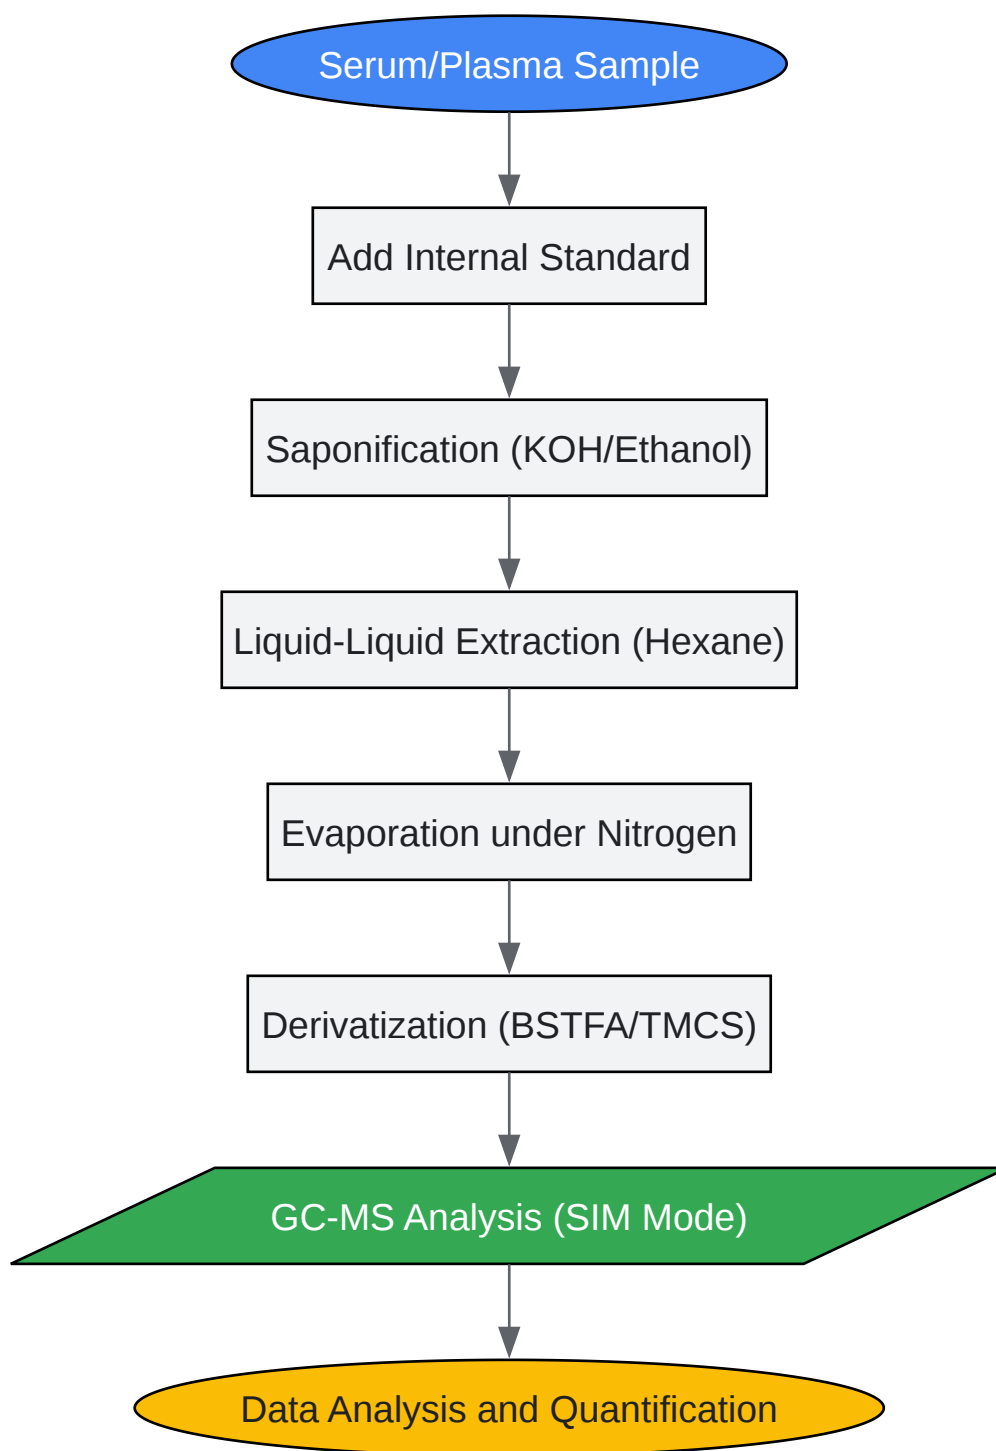 Serum/Plasma Sample
Add Internal Standard
Saponification (KOH/Ethanol)
Liquid-Liquid Extraction (Hexane)
Evaporation under Nitrogen
Derivatization (BSTFA/TMCS)
GC-MS Analysis (SIM Mode)
Data Analysis and Quantification